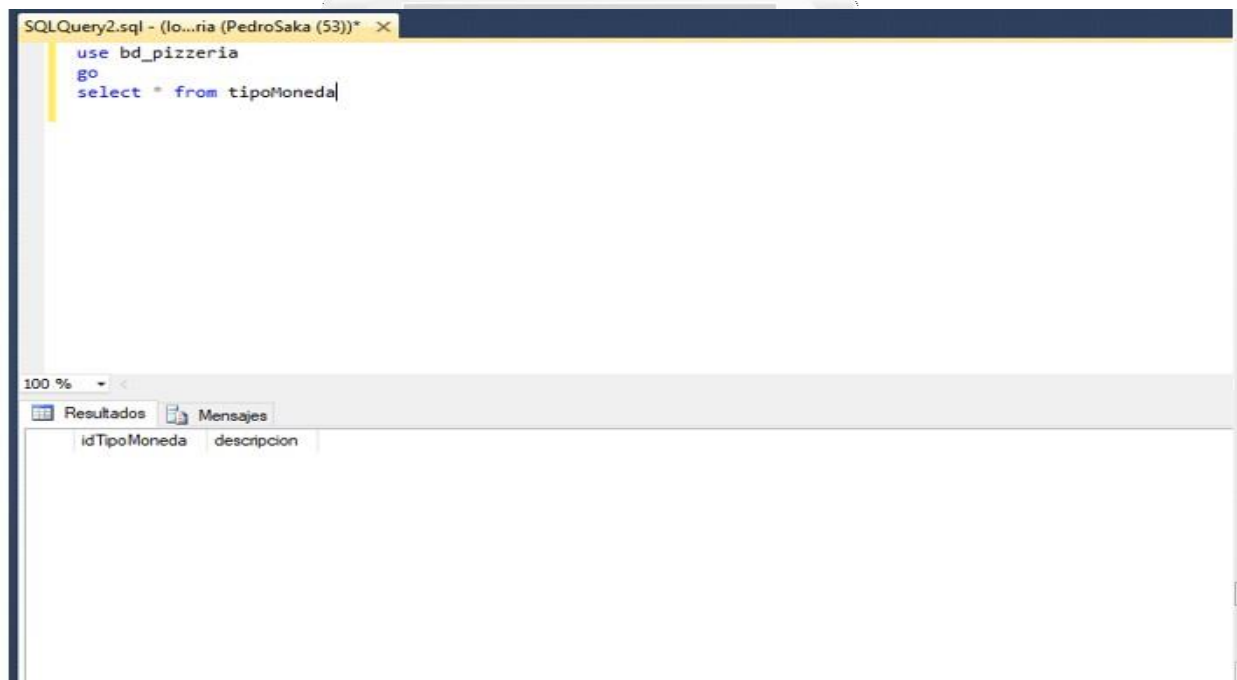 SQLQuery2.sql - (lo...ria (PedroSaka (53))* ×
use bd_pizzeria
go
select * from tipoMoneda
100 %
Resultados Mensajes
idTipoMoneda descripcion